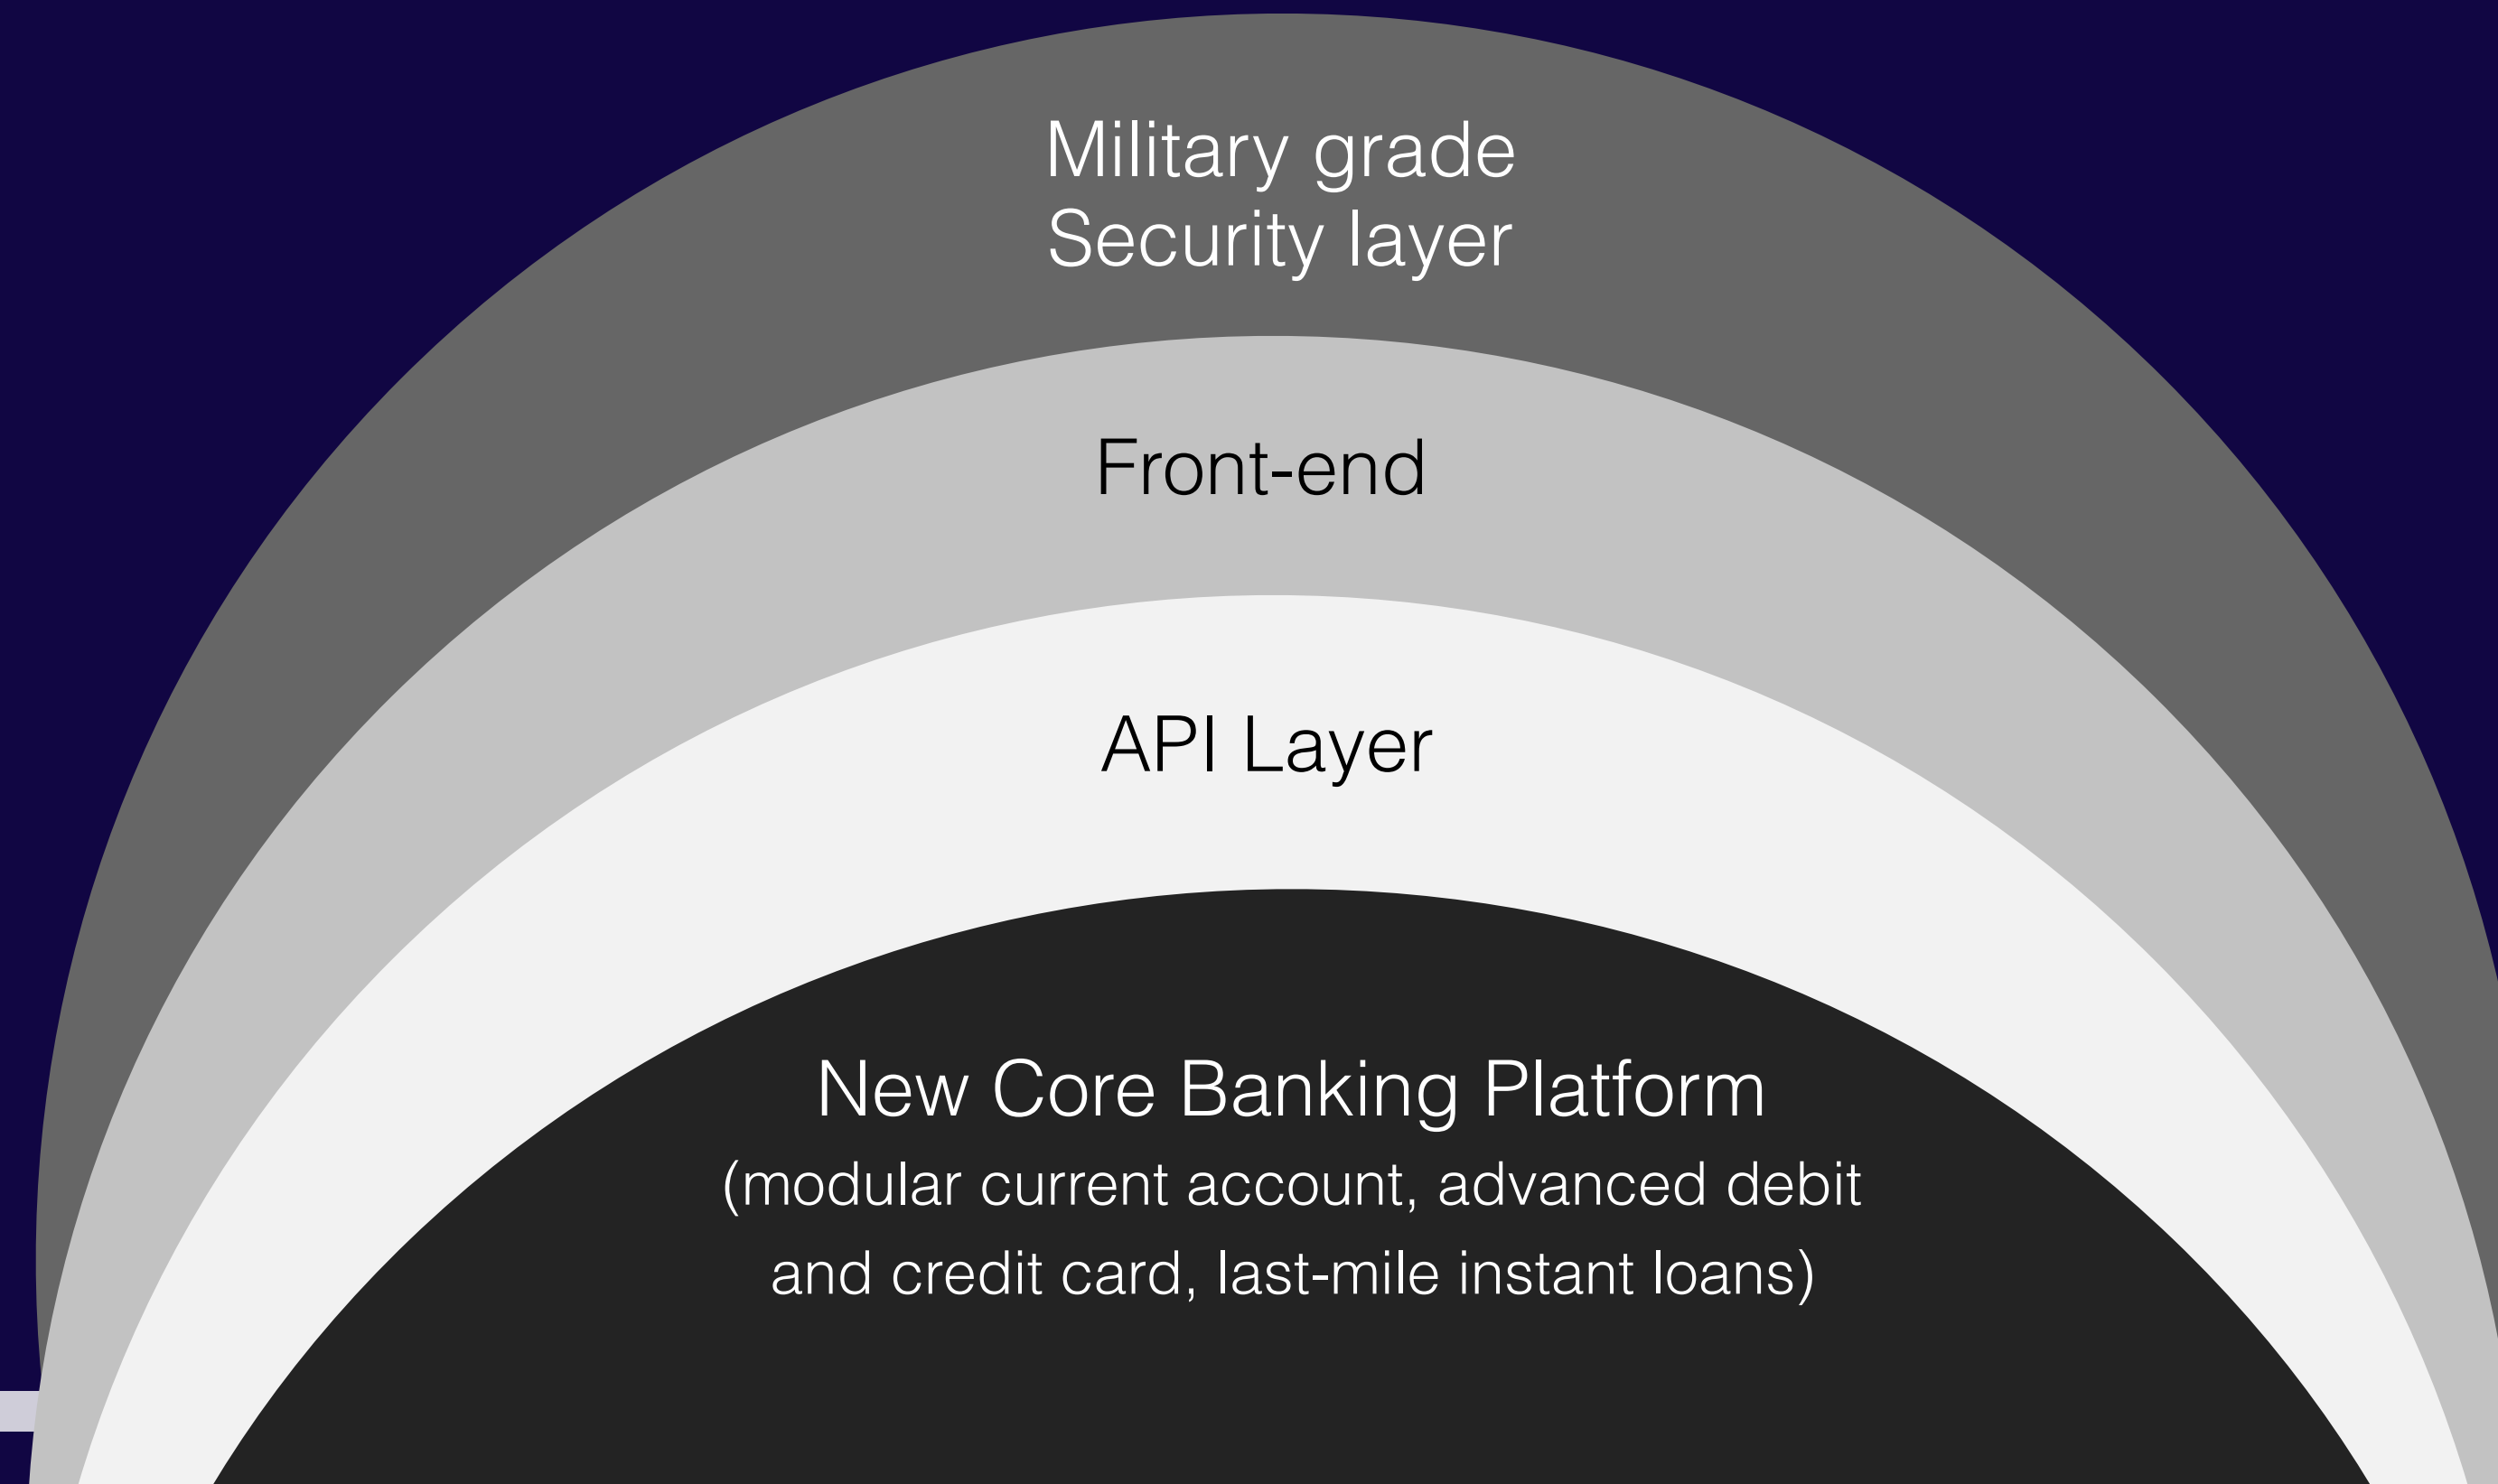 Military grade
Security layer
Front-end
API Layer
New Core Banking Platform
(modular current account, advanced debit
and credit card, last-mile instant loans)